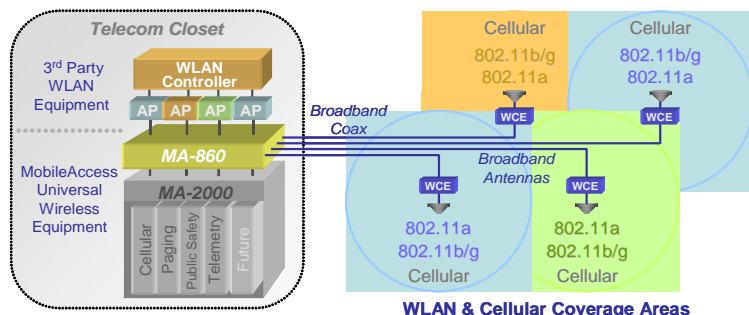 Telecom Closet
3rd Party
WLAN
Equipment
WLAN
Controller
AP AP AP AP
MobileAccess
Universal
Wireless
Equipment
MA-860
MA-2000
Cellular
Paging
Public Safety
Telemetry
Future
Broadband
Coax
Cellular
802.11b/g
802.11a
WCE
Cellular
802.11b/g
802.11a
WCE
Broadband
Antennas
WCE
802.11a
802.11b/g
Cellular
WCE
802.11a
802.11b/g
Cellular
WLAN & Cellular Coverage Areas